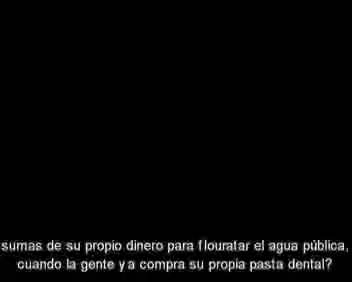 sumas de su propio dinero para flouratar el agua pública,
cuando la gente ya compra su propia pasta dental?